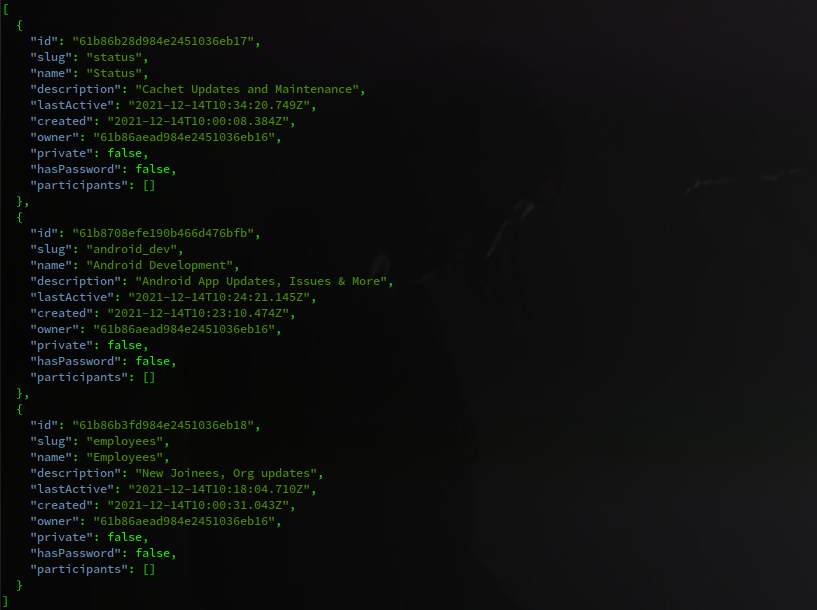 [
  {
    "id": "61b86b28d984e2451036eb17",
    "slug": "status",
    "name": "Status",
    "description": "Cachet Updates and Maintenance",
    "lastActive": "2021-12-14T10:34:20.749Z",
    "created": "2021-12-14T10:00:08.384Z",
    "owner": "61b86aead984e2451036eb16",
    "private": false,
    "hasPassword": false,
    "participants": []
  },
  {
    "id": "61b8708efe190b466d476bfb",
    "slug": "android_dev",
    "name": "Android Development",
    "description": "Android App Updates, Issues & More",
    "lastActive": "2021-12-14T10:24:21.145Z",
    "created": "2021-12-14T10:23:10.474Z",
    "owner": "61b86aead984e2451036eb16",
    "private": false,
    "hasPassword": false,
    "participants": []
  },
  {
    "id": "61b86b3fd984e2451036eb18",
    "slug": "employees",
    "name": "Employees",
    "description": "New Joinees, Org updates",
    "lastActive": "2021-12-14T10:18:04.710Z",
    "created": "2021-12-14T10:00:31.043Z",
    "owner": "61b86aead984e2451036eb16",
    "private": false,
    "hasPassword": false,
    "participants": []
  }
]